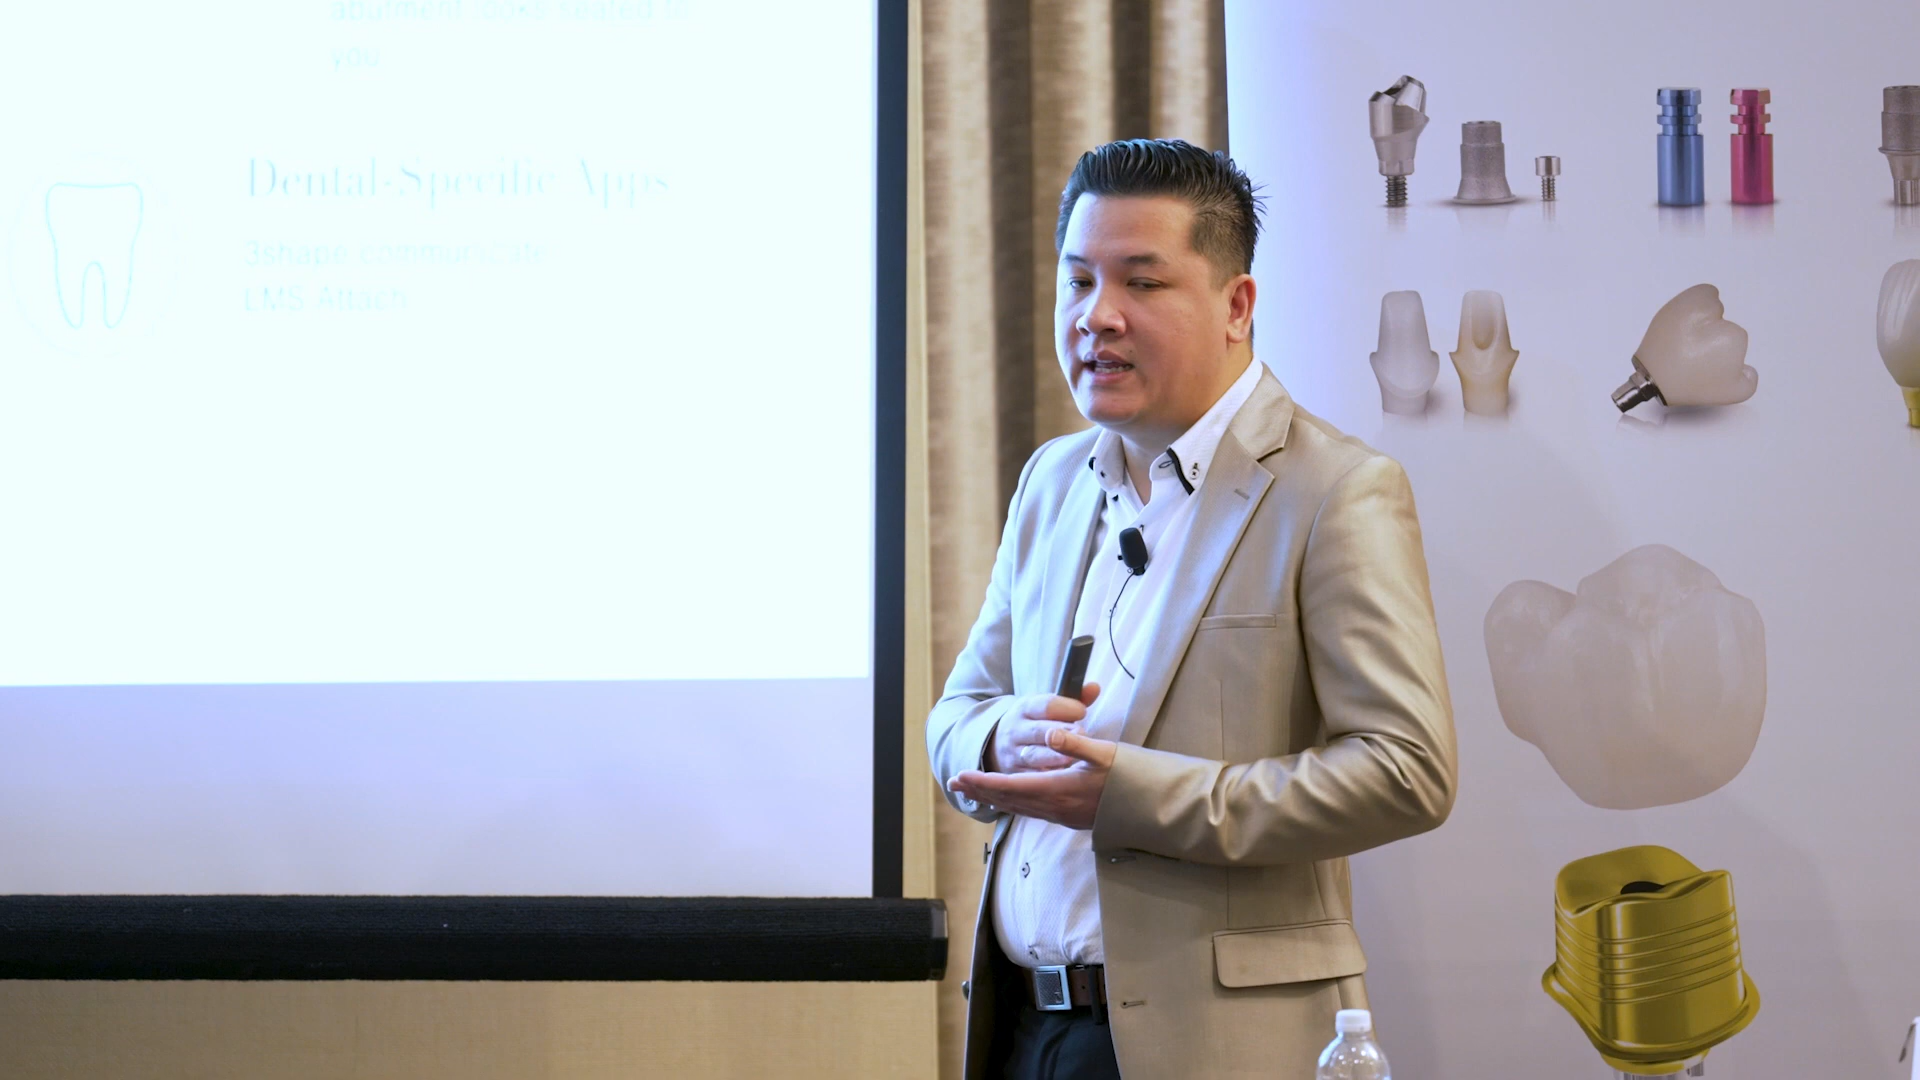 abutment looks seated to
you
Dental-Specific Apps
3shape communicate
LMS Attach